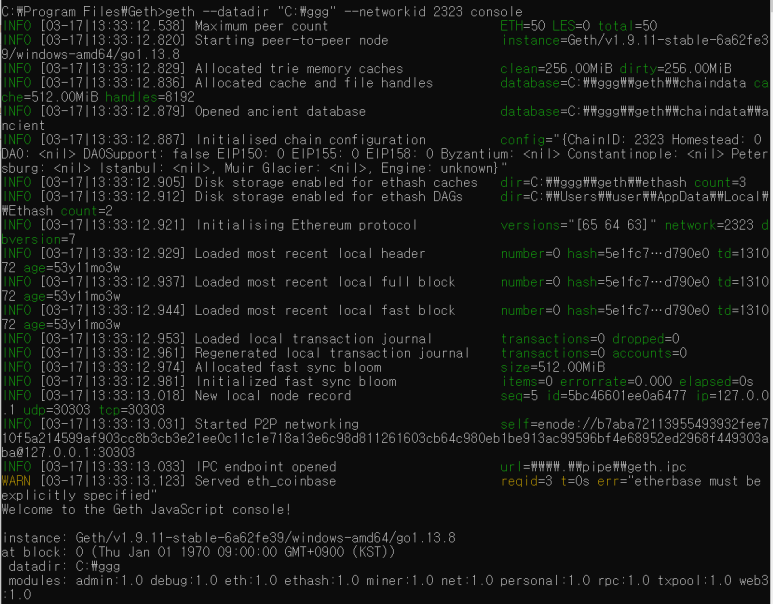 C:₩Program Files₩Geth>geth --datadir "C:₩ggg" --networkid 2323 console
INFO [03-17|13:33:12.538] Maximum peer count                       ETH=50 LES=0 total=50
INFO [03-17|13:33:12.820] Starting peer-to-peer node               instance=Geth/v1.9.11-stable-6a62fe3
9/windows-amd64/go1.13.8
INFO [03-17|13:33:12.829] Allocated trie memory caches             clean=256.00MiB dirty=256.00MiB
INFO [03-17|13:33:12.836] Allocated cache and file handles         database=C:₩₩ggg₩₩geth₩₩chaindata ca
che=512.00MiB handles=8192
INFO [03-17|13:33:12.879] Opened ancient database                  database=C:₩₩ggg₩₩geth₩₩chaindata₩₩a
ncient
INFO [03-17|13:33:12.887] Initialised chain configuration          config="{ChainID: 2323 Homestead: 0
DAO: <nil> DAOSupport: false EIP150: 0 EIP155: 0 EIP158: 0 Byzantium: <nil> Constantinople: <nil> Peter
sburg: <nil> Istanbul: <nil>, Muir Glacier: <nil>, Engine: unknown}"
INFO [03-17|13:33:12.905] Disk storage enabled for ethash caches   dir=C:₩₩ggg₩₩geth₩₩ethash count=3
INFO [03-17|13:33:12.912] Disk storage enabled for ethash DAGs     dir=C:₩₩Users₩₩user₩₩AppData₩₩Local₩
₩Ethash count=2
INFO [03-17|13:33:12.921] Initialising Ethereum protocol           versions="[65 64 63]" network=2323 d
bversion=7
INFO [03-17|13:33:12.929] Loaded most recent local header          number=0 hash=5e1fc7…d790e0 td=1310
72 age=53y11mo3w
INFO [03-17|13:33:12.937] Loaded most recent local full block      number=0 hash=5e1fc7…d790e0 td=1310
72 age=53y11mo3w
INFO [03-17|13:33:12.944] Loaded most recent local fast block      number=0 hash=5e1fc7…d790e0 td=1310
72 age=53y11mo3w
INFO [03-17|13:33:12.953] Loaded local transaction journal         transactions=0 dropped=0
INFO [03-17|13:33:12.961] Regenerated local transaction journal    transactions=0 accounts=0
INFO [03-17|13:33:12.974] Allocated fast sync bloom                size=512.00MiB
INFO [03-17|13:33:12.981] Initialized fast sync bloom              items=0 errorrate=0.000 elapsed=0s
INFO [03-17|13:33:13.018] New local node record                    seq=5 id=5bc46601ee0a6477 ip=127.0.0
.1 udp=30303 tcp=30303
INFO [03-17|13:33:13.031] Started P2P networking                   self=enode://b7aba72113955493932fee7
10f5a214599af903cc8b3cb3e21ee0c11c1e718a13e6c98d811261603cb64c980eb1be913ac99596bf4e68952ed2968f449303a
ba@127.0.0.1:30303
INFO [03-17|13:33:13.033] IPC endpoint opened                      url=₩₩₩₩.₩₩pipe₩₩geth.ipc
WARN [03-17|13:33:13.123] Served eth_coinbase                      reqid=3 t=0s err="etherbase must be
explicitly specified"
Welcome to the Geth JavaScript console!
instance: Geth/v1.9.11-stable-6a62fe39/windows-amd64/go1.13.8
at block: 0 (Thu Jan 01 1970 09:00:00 GMT+0900 (KST))
datadir: C:₩ggg
modules: admin:1.0 debug:1.0 eth:1.0 ethash:1.0 miner:1.0 net:1.0 personal:1.0 rpc:1.0 txpool:1.0 web3
:1.0